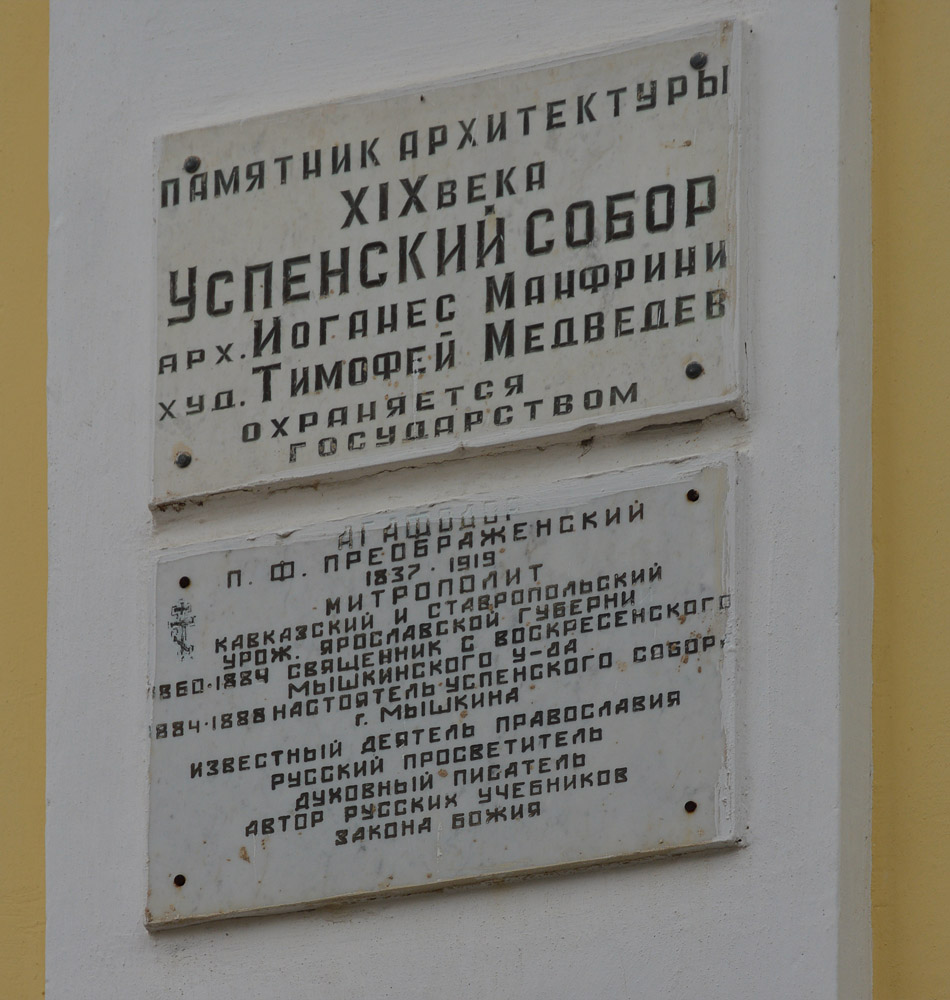 ПАМЯТНИК АРХИТЕКТУРЫ
XIX ВЕКА
УСПЕНСКИЙ СОБОР
АРХ. ИОГАНЕС МАНФРИНИ
ХУД. ТИМОФЕЙ МЕДВЕДЕВ
ОХРАНЯЕТСЯ
ГОСУДАРСТВОМ
П. Ф. ПРЕОБРАЖЕНСКИЙ
1837 · 1919
МИТРОПОЛИТ
КАВКАЗСКИЙ И СТАВРОПОЛЬСКИЙ
УРОЖ. ЯРОСЛАВСКОЙ ГУБЕРНИ
1860·1884 СВЯЩЕННИК С ВОСКРЕСЕНСКОГО
МЫШКИНСКОГО У-ДА
1884·1888 НАСТОЯТЕЛЬ УСПЕНСКОГО СОБОР.
Г. МЫШКИНА
ИЗВЕСТНЫЙ ДЕЯТЕЛЬ ПРАВОСЛАВИЯ
РУССКИЙ ПРОСВЕТИТЕЛЬ
ДУХОВНЫЙ ПИСАТЕЛЬ
АВТОР РУССКИХ УЧЕБНИКОВ
ЗАКОНА БОЖИЯ